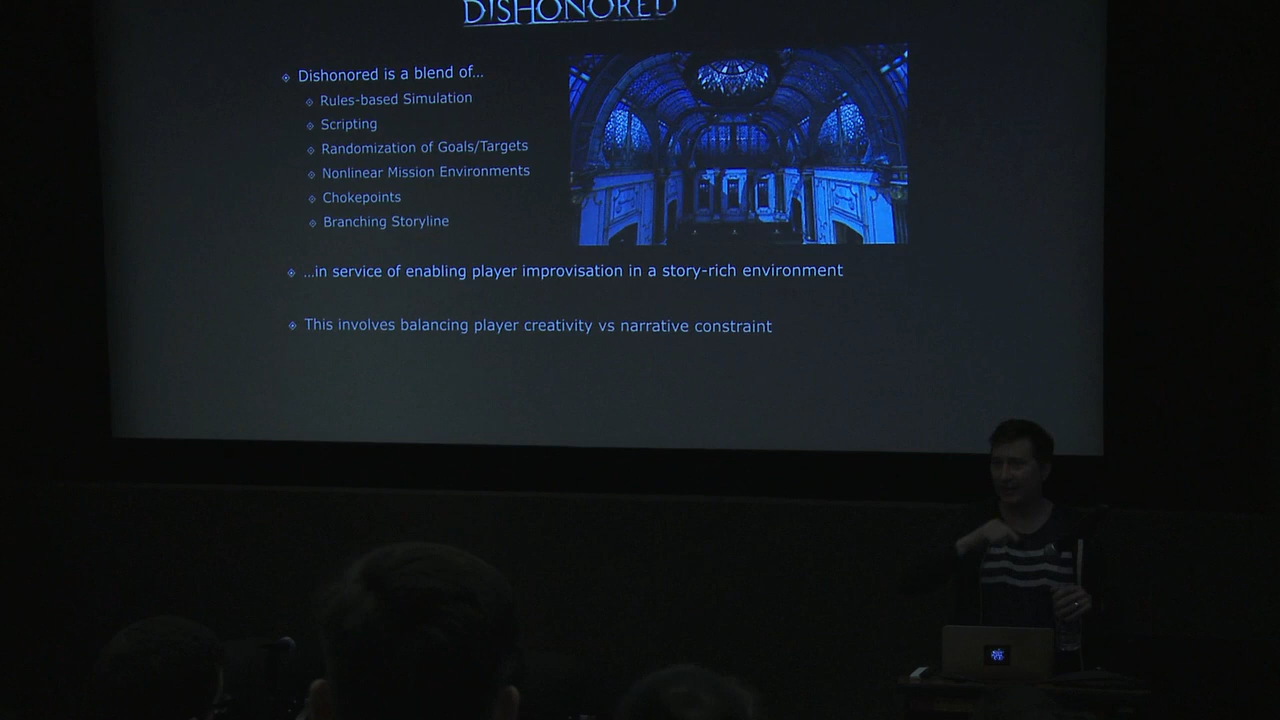 DISHONORED
Dishonored is a blend of...
Rules-based Simulation
Scripting
Randomization of Goals/Targets
Nonlinear Mission Environments
Chokepoints
Branching Storyline
...in service of enabling player improvisation in a story-rich environment
This involves balancing player creativity vs narrative constraint